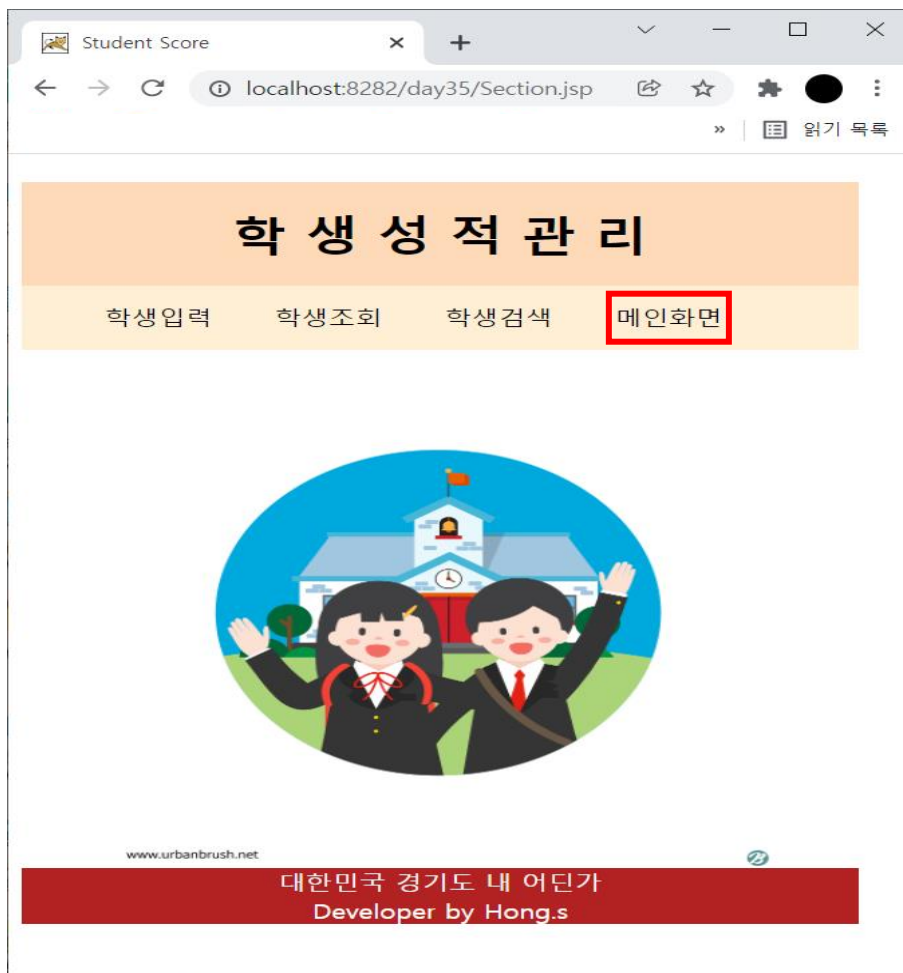 Student Score
localhost:8282/day35/Section.jsp
» 읽기 목록
학 생 성 적 관 리
학생입력 학생조회 학생검색 메인화면
www.urbanbrush.net
대한민국 경기도 내 어딘가
Developer by Hong.s